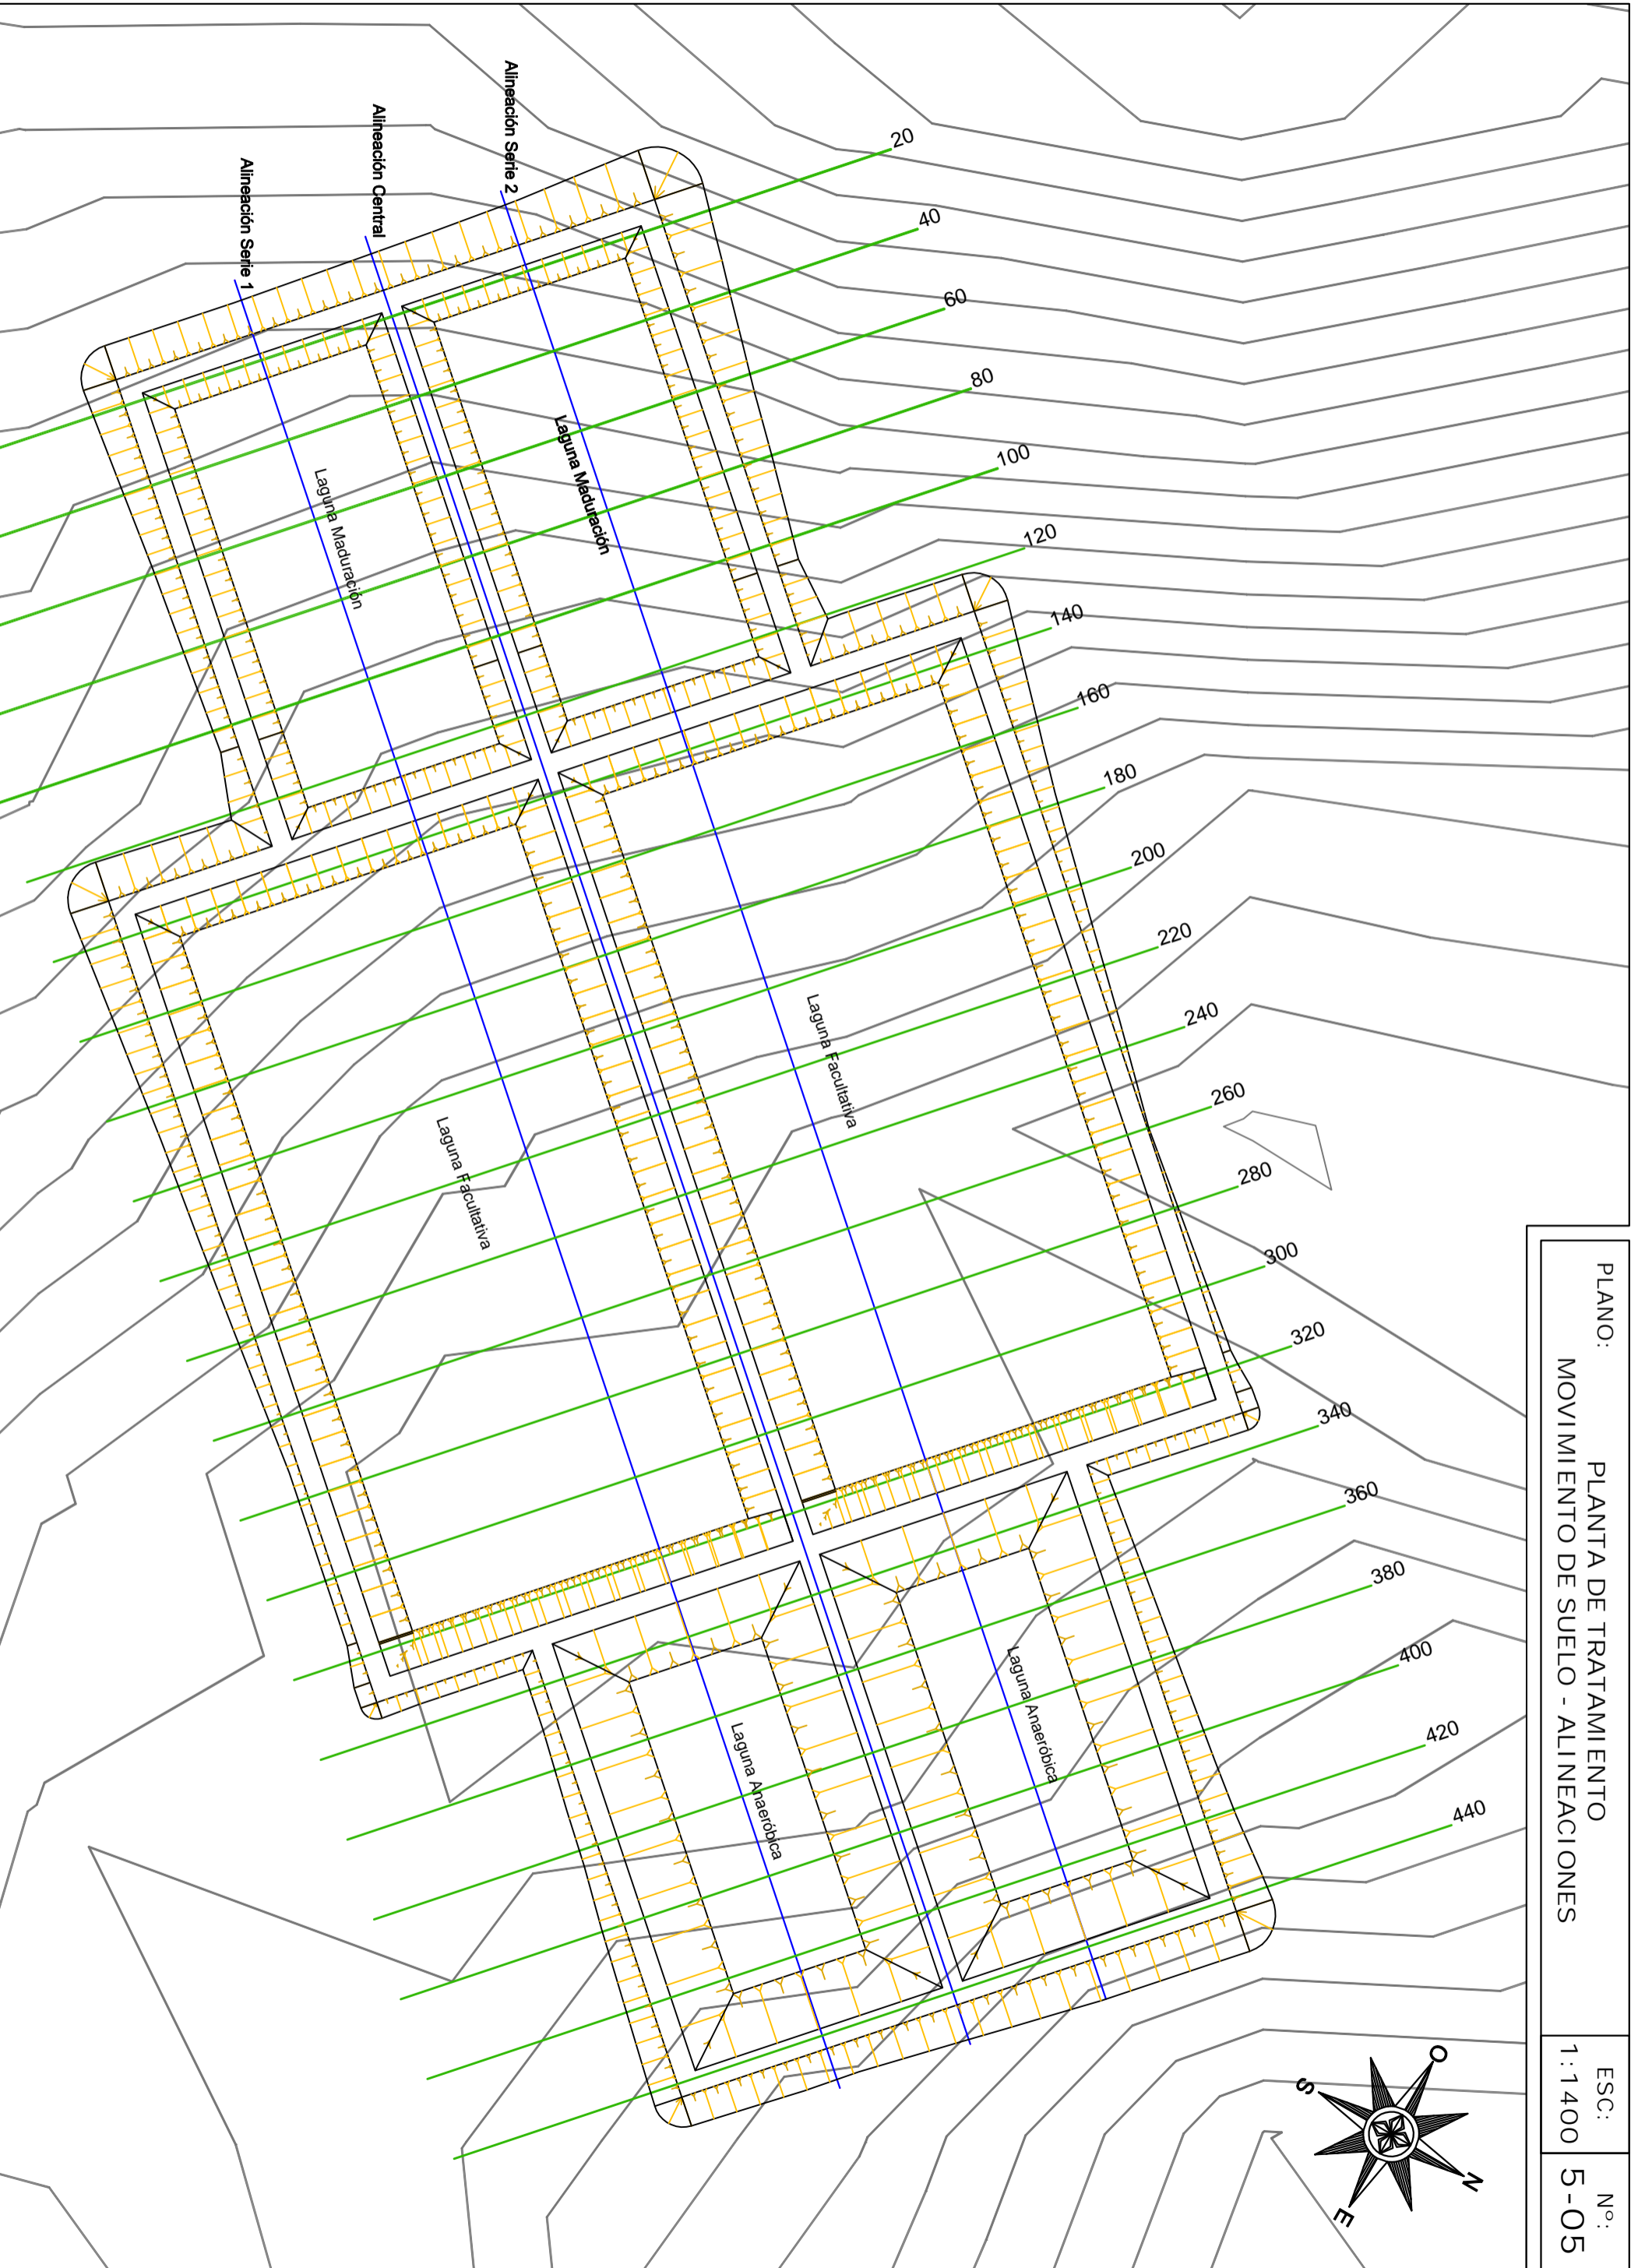 PLANO:
PLANTA DE TRATAMIENTO
MOVIMIENTO DE SUELO - ALINEACIONES
ESC:
1:1400
Nº:
5-05
Alineación Serie 2
Alineación Central
Alineación Serie 1
20
40
60
80
100
120
140
160
180
200
220
240
260
280
300
320
340
360
380
400
420
440
Laguna Maduración
Laguna Maduración
Laguna Facultativa
Laguna Facultativa
Laguna Anaeróbica
Laguna Anaeróbica
O
S
N
E